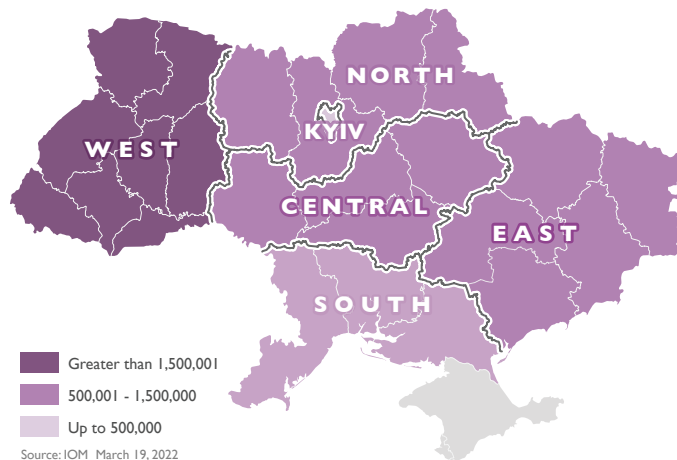 NORTH
KYIV
WEST
CENTRAL
EAST
SOUTH
Greater than 1,500,001
500,001 - 1,500,000
Up to 500,000
Source: IOM March 19, 2022